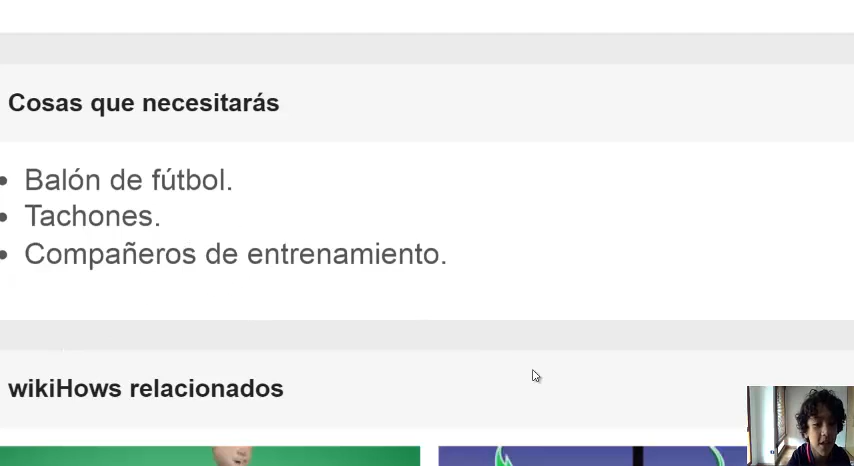 Cosas que necesitarás
Balón de fútbol.
Tachones.
Compañeros de entrenamiento.
wikiHows relacionados